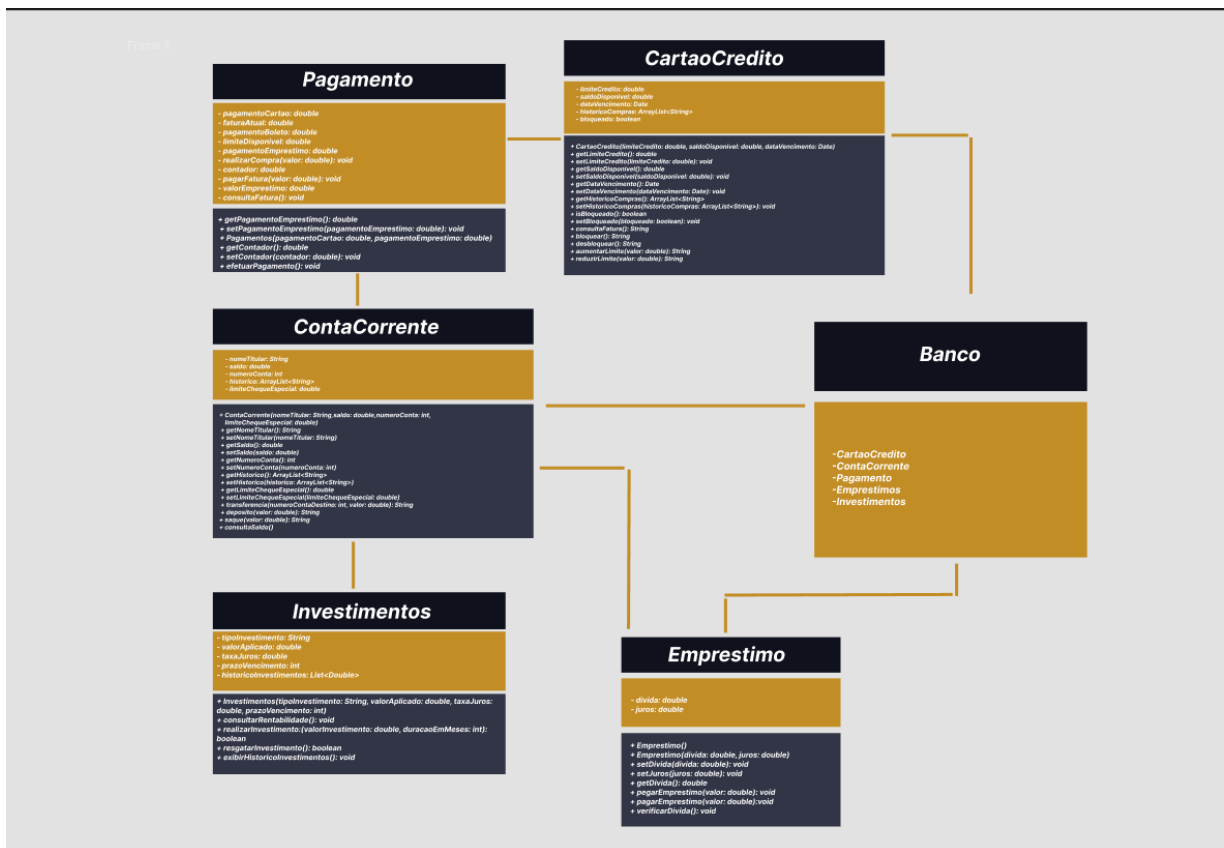 Frame 1
Pagamento
- pagamentoCartao: double
- faturaAtual: double
- pagamentoBoleto: double
- limiteDisponivel: double
- pagamentoEmprestimo: double
- realizarCompra(valor: double): void
- contador: double
- pagarFatura(valor: double): void
- valorEmprestimo: double
- consultaFatura(): void
+ getPagamentoEmprestimo(): double
+ setPagamentoEmprestimo(pagamentoEmprestimo: double): void
+ Pagamentos(pagamentoCartao: double, pagamentoEmprestimo: double)
+ getContador(): double
+ setContador(contador: double): void
+ efetuarPagamento(): void
CartaoCredito
- limiteCredito: double
- saldoDisponivel: double
- dataVencimento: Date
- historicoCompras: ArrayList<String>
- bloqueado: boolean
+ CartaoCredito(limiteCredito: double, saldoDisponivel: double, dataVencimento: Date)
+ getLimiteCredito(): double
+ setLimiteCredito(limiteCredito: double): void
+ getSaldoDisponivel(): double
+ setSaldoDisponivel(saldoDisponivel: double): void
+ getDataVencimento(): Date
+ setDataVencimento(dataVencimento: Date): void
+ getHistoricoCompras(): ArrayList<String>
+ setHistoricoCompras(historicoCompras: ArrayList<String>): void
+ isBloqueado(): boolean
+ setBloqueado(bloqueado: boolean): void
+ consultaFatura(): String
+ bloquear(): String
+ desbloquear(): String
+ aumentarLimite(valor: double): String
+ reduzirLimite(valor: double): String
ContaCorrente
- nomeTitular: String
- saldo: double
- numeroConta: int
- historico: ArrayList<String>
- limiteChequeEspecial: double
+ ContaCorrente(nomeTitular: String,saldo: double,numeroConta: int,
limiteChequeEspecial: double)
+ getNomeTitular(): String
+ setNomeTitular(nomeTitular: String)
+ getSaldo(): double
+ setSaldo(saldo: double)
+ getNumeroConta(): int
+ setNumeroConta(numeroConta: int)
+ getHistorico(): ArrayList<String>
+ setHistorico(historico: ArrayList<String>)
+ getLimiteChequeEspecial(): double
+ setLimiteChequeEspecial(limiteChequeEspecial: double)
+ transferencia(numeroContaDestino: int, valor: double): String
+ deposito(valor: double): String
+ saque(valor: double): String
+ consultaSaldo()
Banco
-CartaoCredito
-ContaCorrente
-Pagamento
-Emprestimos
-Investimentos
Investimentos
- tipoInvestimento: String
- valorAplicado: double
- taxaJuros: double
- prazoVencimento: int
- historicoInvestimentos: List<Double>
+ Investimentos(tipoInvestimento: String, valorAplicado: double, taxaJuros:
double, prazoVencimento: int)
+ consultarRentabilidade(): void
+ realizarInvestimento:(valorInvestimento: double, duracaoEmMeses: int):
boolean
+ resgatarInvestimento(): boolean
+ exibirHistoricoInvestimentos(): void
Emprestimo
- divida: double
- juros: double
+ Emprestimo()
+ Emprestimo(divida: double, juros: double)
+ setDivida(divida: double): void
+ setJuros(juros: double): void
+ getDivida(): double
+ pegarEmprestimo(valor: double): void
+ pagarEmprestimo(valor: double):void
+ verificarDivida(): void